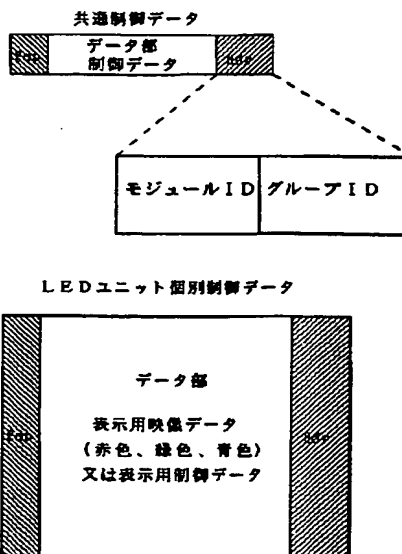 共通制御データ
データ部
制御データ
モジュールID
グループID
LEDユニット個別制御データ
データ部
表示用映像データ
(赤色、緑色、青色)
又は表示用制御データ